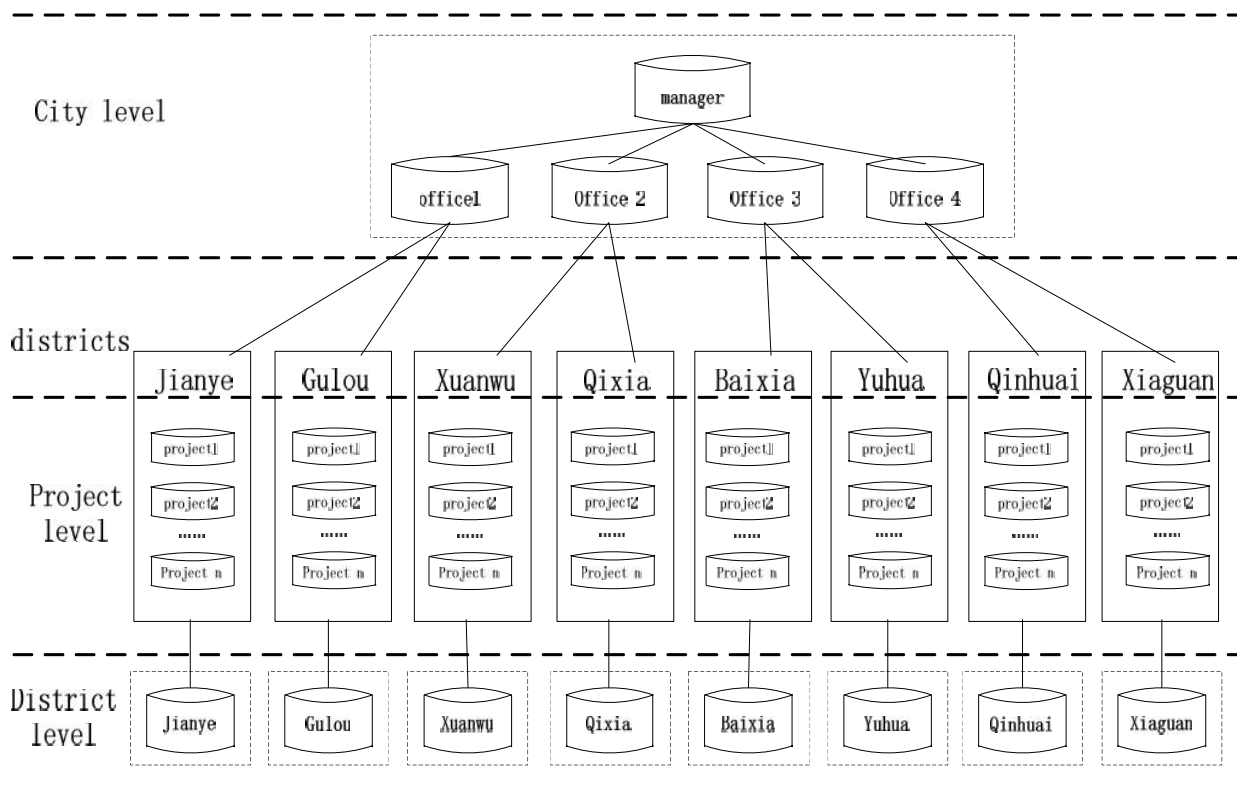 manager
City level
office1
Office 2
Office 3
Office 4
districts
Jianye
Gulou
Xuanwu
Qixia
Baixia
Yuhua
Qinhuai
Xiaguan
project1
project1
project1
project1
project1
project1
project1
project1
Project
level
project2
project2
project2
project2
project2
project2
project2
project2
......
......
......
......
......
......
......
......
Project n
Project n
Project n
Project n
Project n
Project n
Project n
Project n
District
level
Jianye
Gulou
Xuanwu
Qixia
Baixia
Yuhua
Qinhuai
Xiaguan